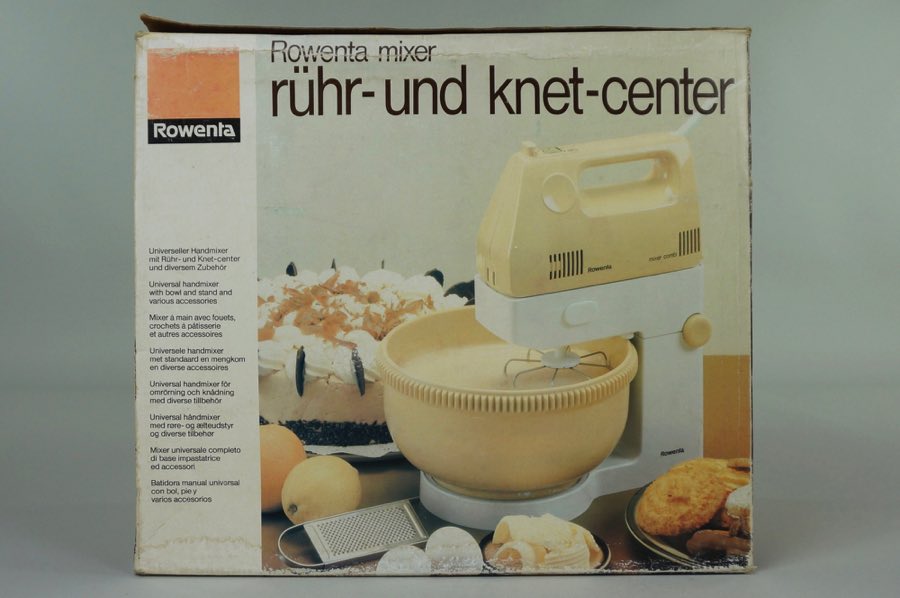 Rowenta mixer
rühr-und knet-center
Rowenta
Universeller Handmixer
mit Rühr- und Knet-center
und diversem Zubehör
Universal handmixer
with bowl and stand and
various accessories
Mixer à main avec fouets,
crochets à pâtisserie
et autres accessoires
Universele handmixer
met standaard en mengkom
en diverse accessoires
Universal handmixer för
omrörning och knådning
med diverse tillbehör
Universal håndmixer
med røre- og ælteudstyr
og diverse tilbehør
Mixer universale completo
di base impastatrice
ed accessori
Batidora manual universal
con bol, pie y
varios accesorios
Rowenta
mixer combi
Rowenta